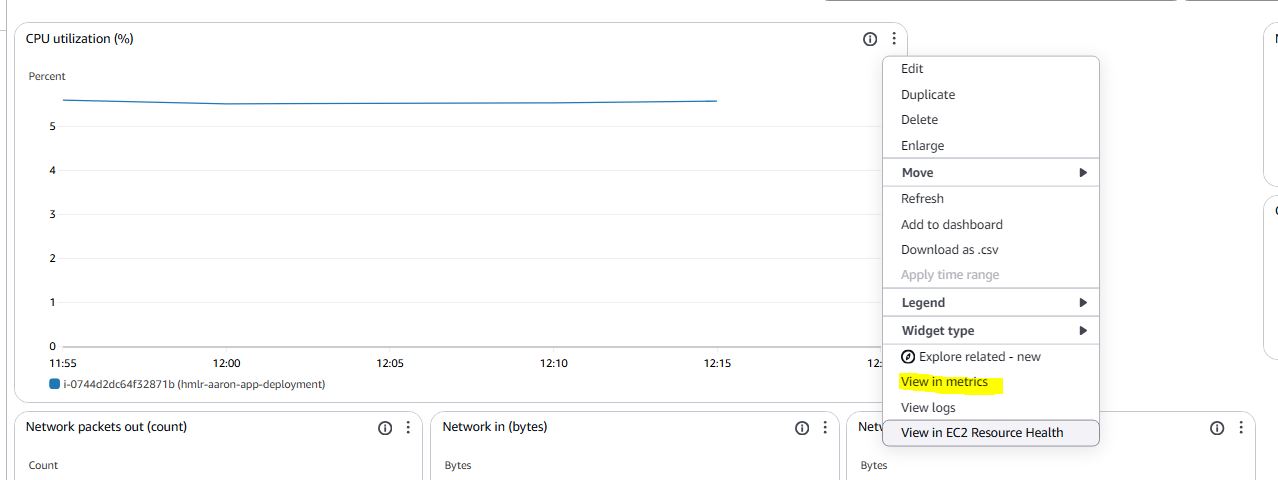 CPU utilization (%)
Percent
5
4
3
2
1
0
11:55 12:00 12:05 12:10 12:15 12:
i-0744d2dc64f32871b (hmlr-aaron-app-deployment)
Edit
Duplicate
Delete
Enlarge
Move
Refresh
Add to dashboard
Download as .csv
Apply time range
Legend
Widget type
Explore related - new
View in metrics
View logs
View in EC2 Resource Health
Network packets out (count)
Count
Network in (bytes)
Bytes
Netw
Bytes